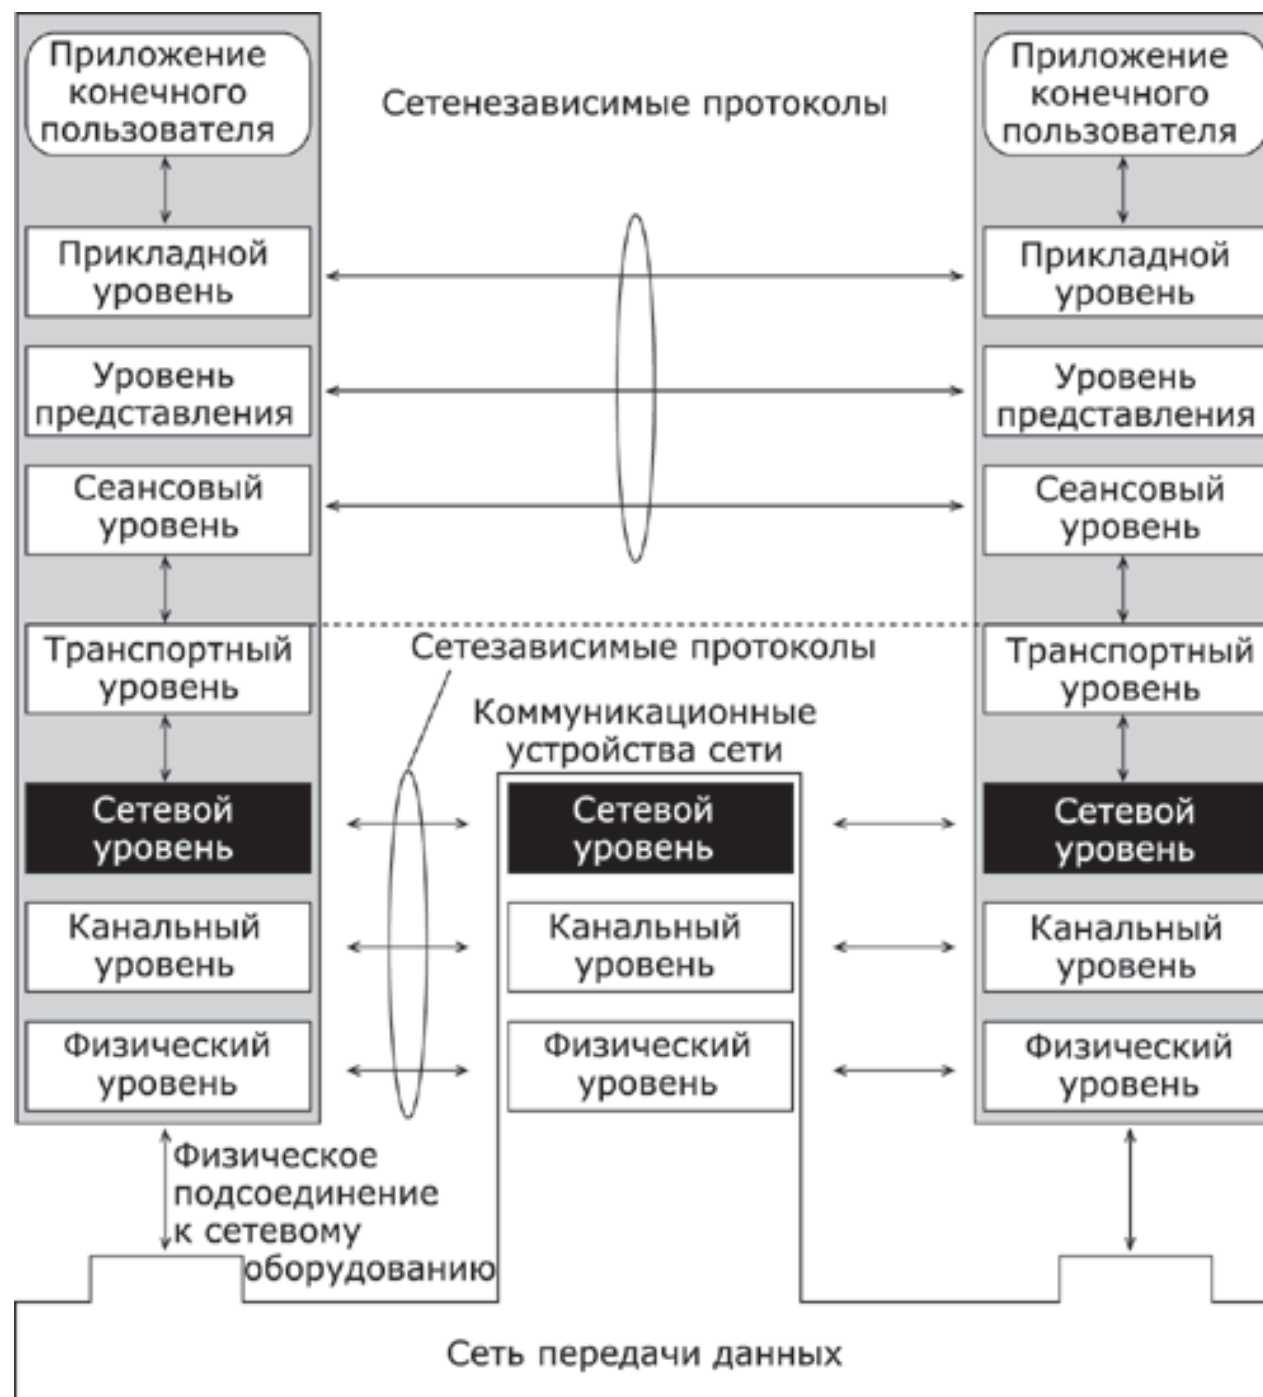 Приложение
конечного
пользователя
Сетенезависимые протоколы
Приложение
конечного
пользователя
Прикладной
уровень
Прикладной
уровень
Уровень
представления
Уровень
представления
Сеансовый
уровень
Сеансовый
уровень
Транспортный
уровень
Сетезависимые протоколы
Транспортный
уровень
Коммуникационные
устройства сети
Сетевой
уровень
Сетевой
уровень
Сетевой
уровень
Канальный
уровень
Канальный
уровень
Канальный
уровень
Физический
уровень
Физический
уровень
Физический
уровень
Физическое
подсоединение
к сетевому
оборудованию
Сеть передачи данных